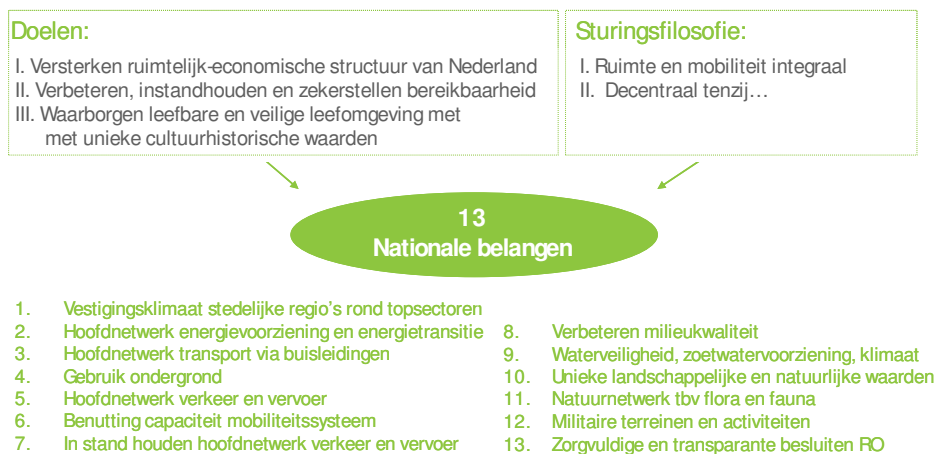 Doelen:
I. Versterken ruimtelijk-economische structuur van Nederland
II. Verbeteren, instandhouden en zekerstellen bereikbaarheid
III. Waarborgen leefbare en veilige leefomgeving met
met unieke cultuurhistorische waarden
Sturingsfilosofie:
I. Ruimte en mobiliteit integraal
II. Decentraal tenzij…
13
Nationale belangen
1. Vestigingsklimaat stedelijke regio's rond topsectoren
2. Hoofdnetwerk energievoorziening en energietransitie
3. Hoofdnetwerk transport via buisleidingen
4. Gebruik ondergrond
5. Hoofdnetwerk verkeer en vervoer
6. Benutting capaciteit mobiliteitssysteem
7. In stand houden hoofdnetwerk verkeer en vervoer
8. Verbeteren milieukwaliteit
9. Waterveiligheid, zoetwatervoorziening, klimaat
10. Unieke landschappelijke en natuurlijke waarden
11. Natuurnetwerk tbv flora en fauna
12. Militaire terreinen en activiteiten
13. Zorgvuldige en transparante besluiten RO